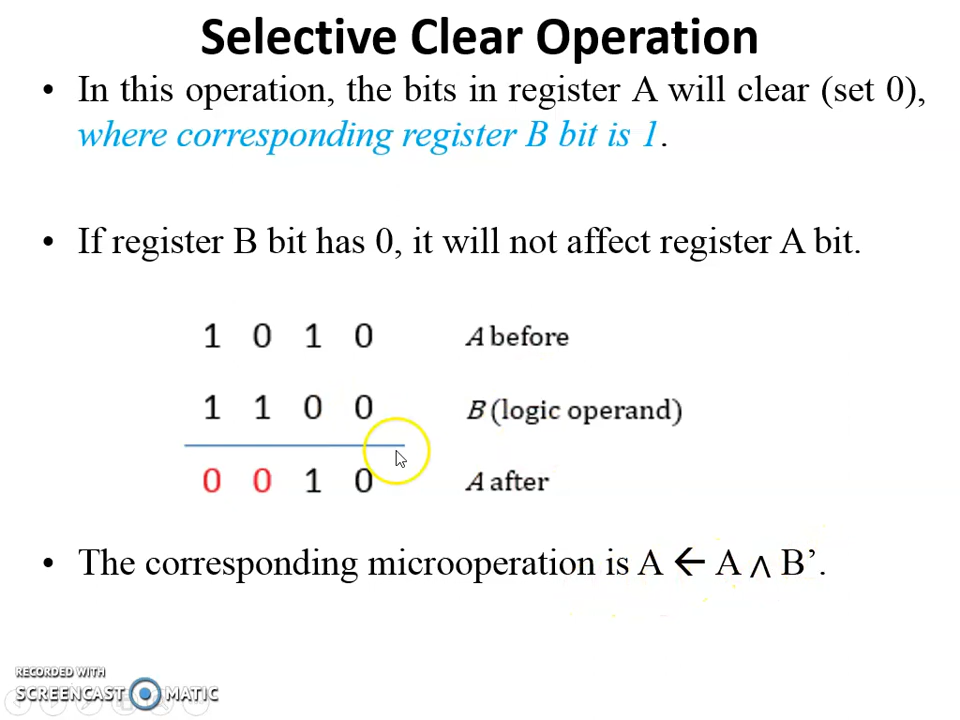 Selective Clear Operation
• In this operation, the bits in register A will clear (set 0),
where corresponding register B bit is 1.
• If register B bit has 0, it will not affect register A bit.
1 0 1 0 A before
1 1 0 0 B (logic operand)
0 0 1 0 A after
• The corresponding microoperation is A ← A ∧ B’.
RECORDED WITH
SCREENCAST MATIC